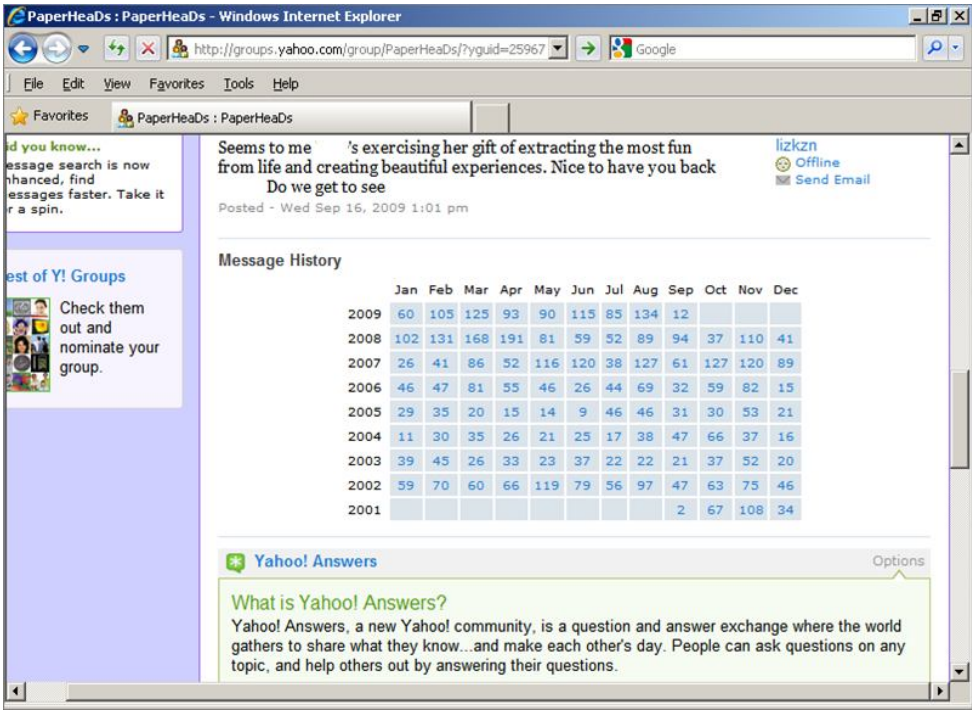 PaperHeaDs : PaperHeaDs - Windows Internet Explorer
http://groups.yahoo.com/group/PaperHeaDs/?yguid=25967
Google
File Edit View Favorites Tools Help
Favorites
PaperHeaDs : PaperHeaDs
id you know...
essage search is now
nhanced, find
essages faster. Take it
r a spin.
est of Y! Groups
Check them
out and
nominate your
group.
Seems to me 's exercising her gift of extracting the most fun
from life and creating beautiful experiences. Nice to have you back
Do we get to see
Posted - Wed Sep 16, 2009 1:01 pm
lizkzn
Offline
Send Email
Message History
Jan Feb Mar Apr May Jun Jul Aug Sep Oct Nov Dec
2009 60 105 125 93 90 115 85 134 12
2008 102 131 168 191 81 59 52 89 94 37 110 41
2007 26 41 86 52 116 120 38 127 61 127 120 89
2006 46 47 81 55 46 26 44 69 32 59 82 15
2005 29 35 20 15 14 9 46 46 31 30 53 21
2004 11 30 35 26 21 25 17 38 47 66 37 16
2003 39 45 26 33 23 37 22 22 21 37 52 20
2002 59 70 60 66 119 79 56 97 47 63 75 46
2001 2 67 108 34
Yahoo! Answers
Options
What is Yahoo! Answers?
Yahoo! Answers, a new Yahoo! community, is a question and answer exchange where the world
gathers to share what they know...and make each other's day. People can ask questions on any
topic, and help others out by answering their questions.